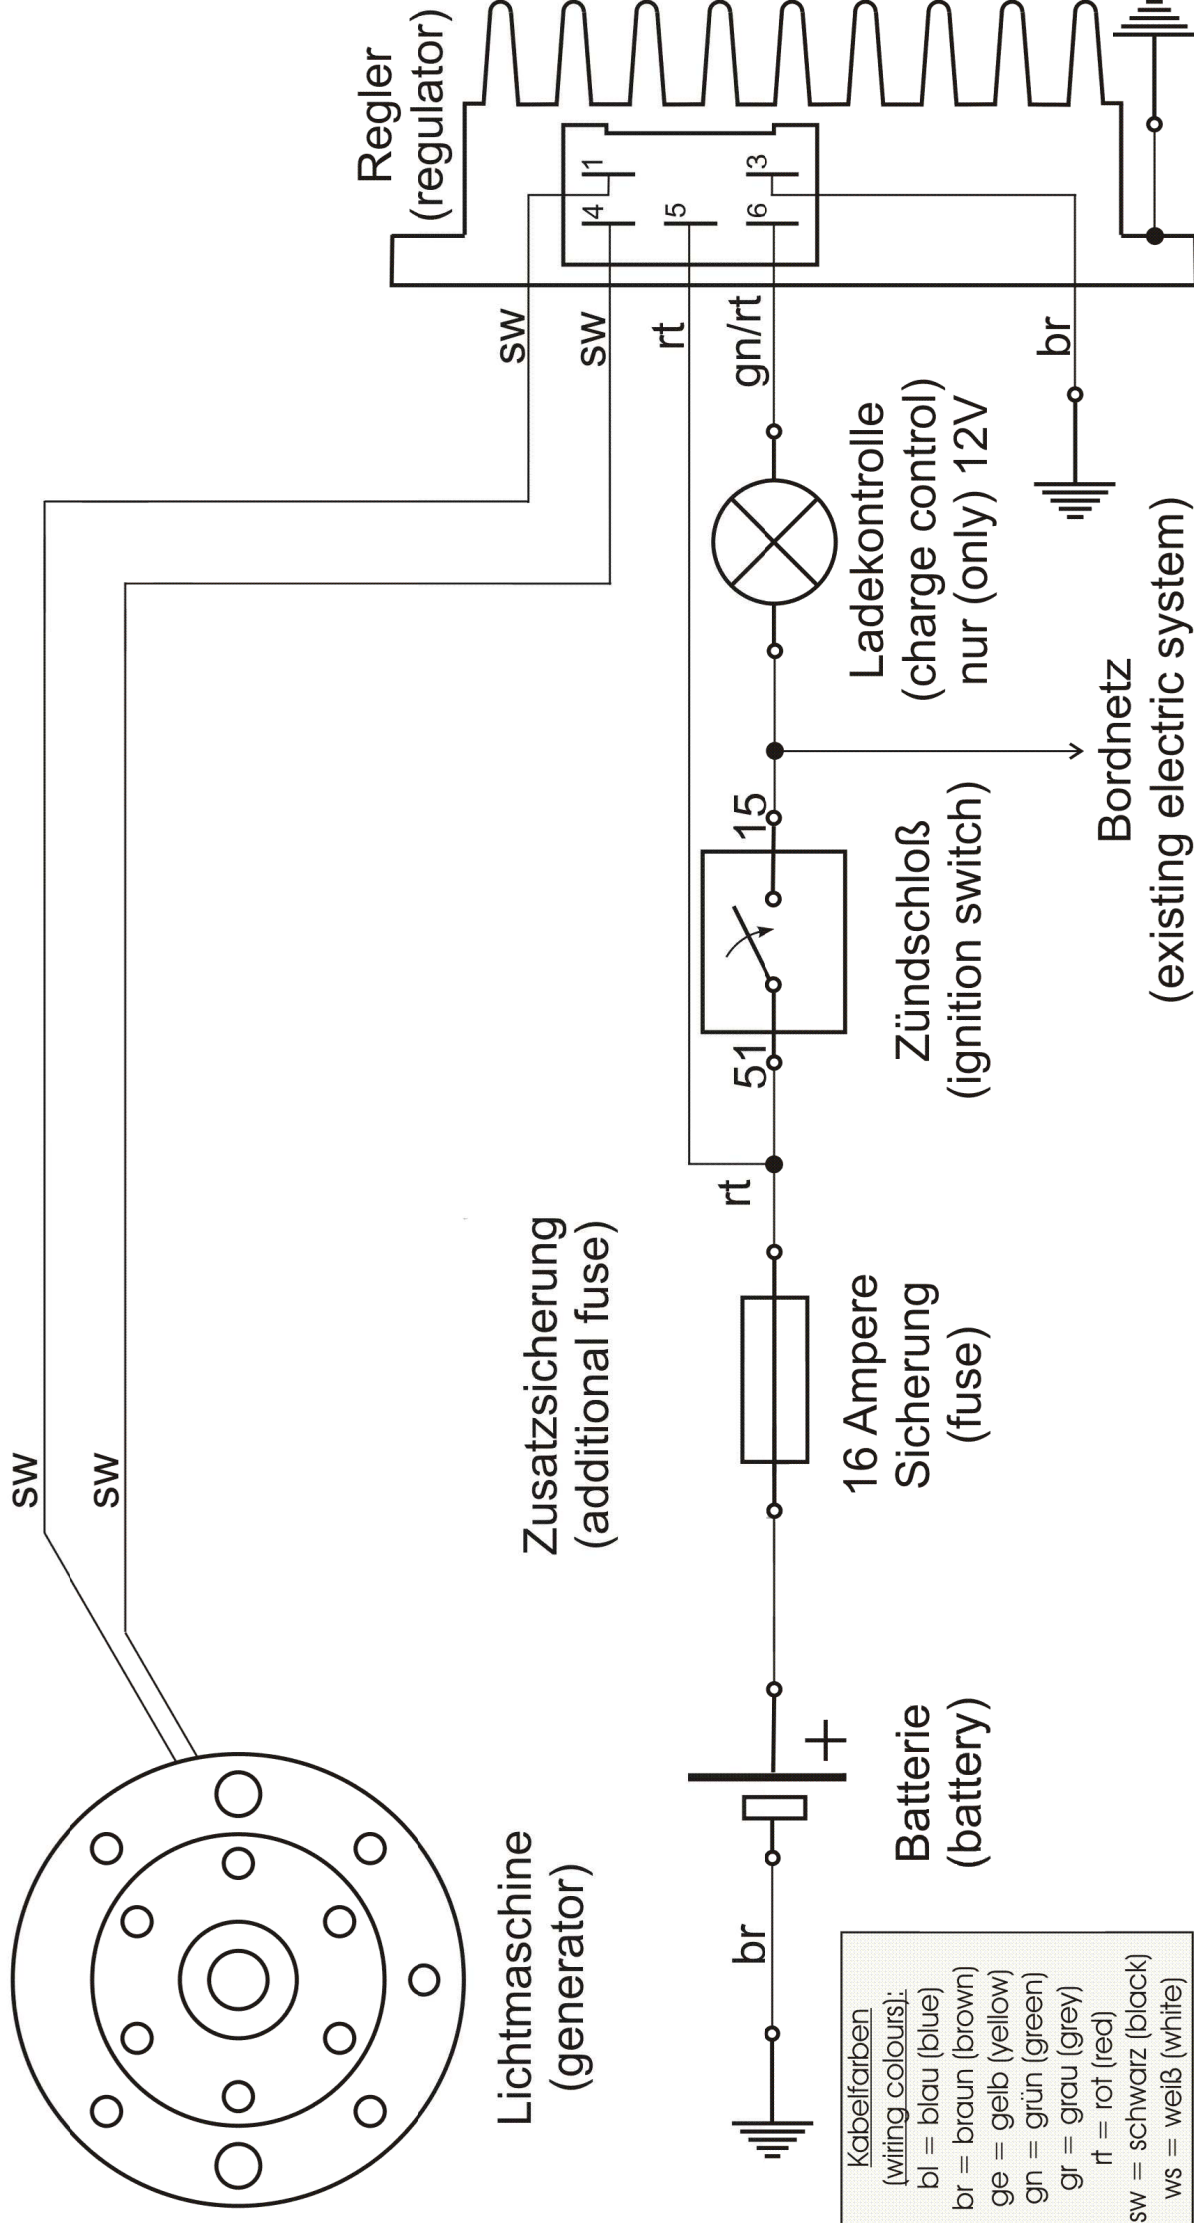 Regler
(regulator)
1
4
5
6
3
sw
sw
rt
gn/rt
br
Ladekontrolle
(charge control)
nur (only) 12V
Bordnetz
(existing electric system)
15
51
Zündschloß
(ignition switch)
rt
Zusatzsicherung
(additional fuse)
16 Ampere
Sicherung
(fuse)
sw
sw
Lichtmaschine
(generator)
+
Batterie
(battery)
br
Kabelfarben
(wiring colours):
bl = blau (blue)
br = braun (brown)
ge = gelb (yellow)
gn = grün (green)
gr = grau (grey)
rt = rot (red)
sw = schwarz (black)
ws = weiß (white)